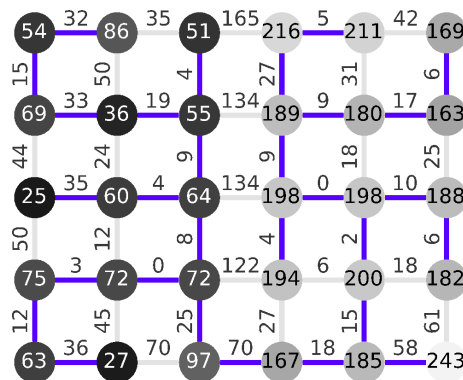 32 35 165 5 42
54 86 51 216 211 169
15 50 4 27 31 6
33 19 134 9 17
69 36 55 189 180 163
44 24 9 9 18 25
35 4 134 0 10
25 60 64 198 198 188
50 12 8 4 2 6
3 0 122 6 18
75 72 72 194 200 182
12 45 25 27 15 61
36 70 70 18 58
63 27 97 167 185 243